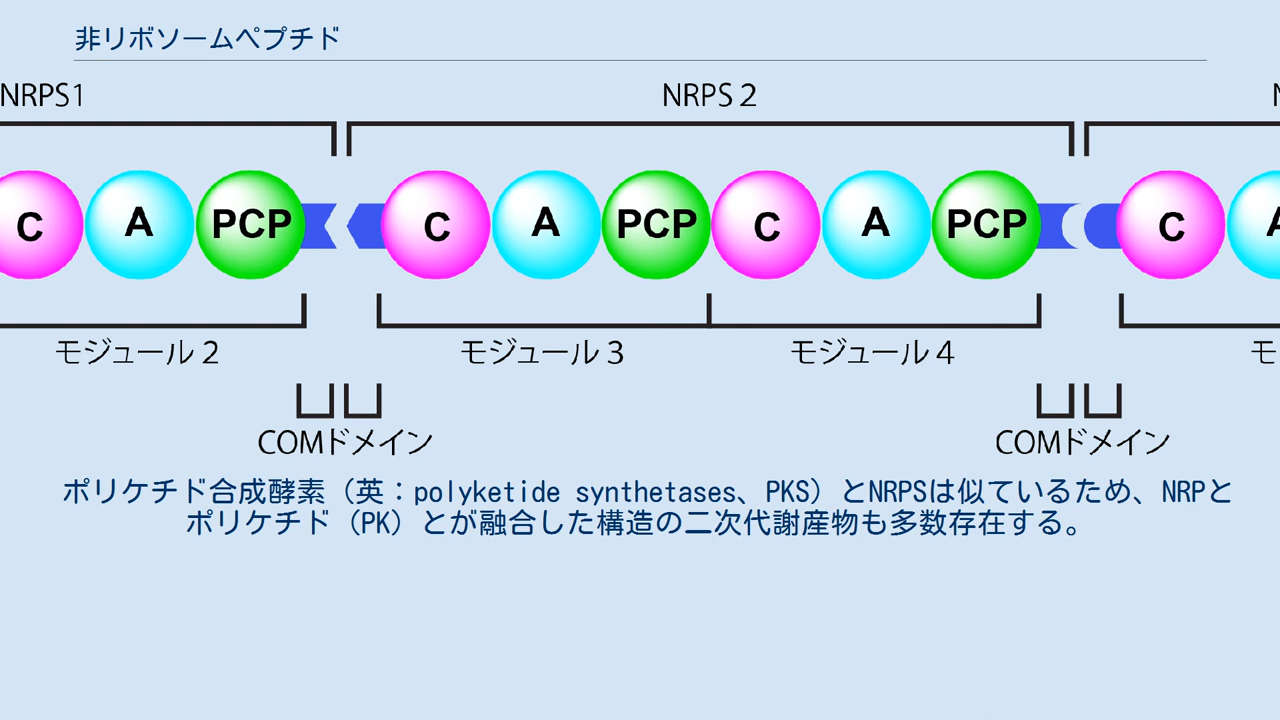 非リボソームペプチド
NRPS1 NRPS 2
C A PCP C A PCP C A PCP C
モジュール 2 モジュール 3 モジュール 4
COMドメイン COMドメイン
ポリケチド合成酵素（英：polyketide synthetases、PKS）とNRPSは似ているため、NRPと
ポリケチド（PK）とが融合した構造の二次代謝産物も多数存在する。